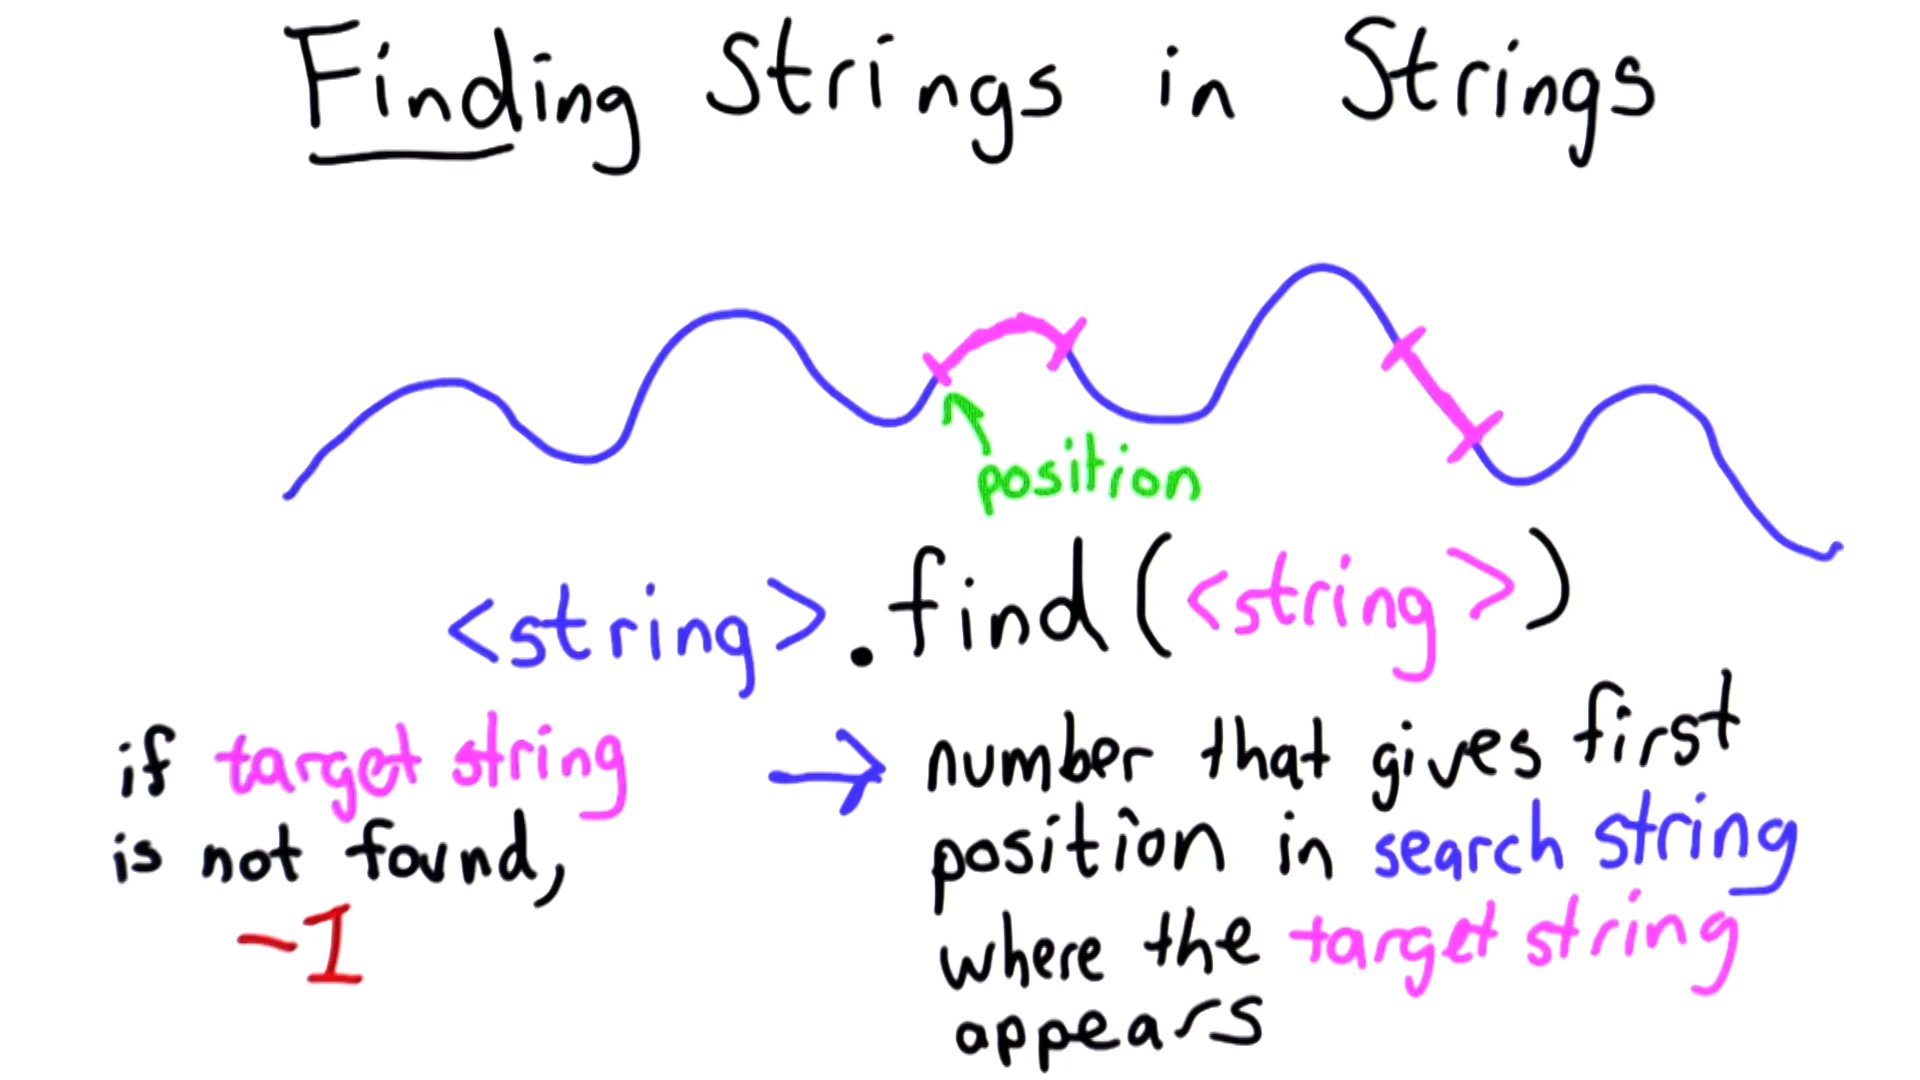 Finding Strings in Strings
position
<string>.find(<string>)
if target string
is not found,
-1
→ number that gives first
position in search string
where the target string
appears